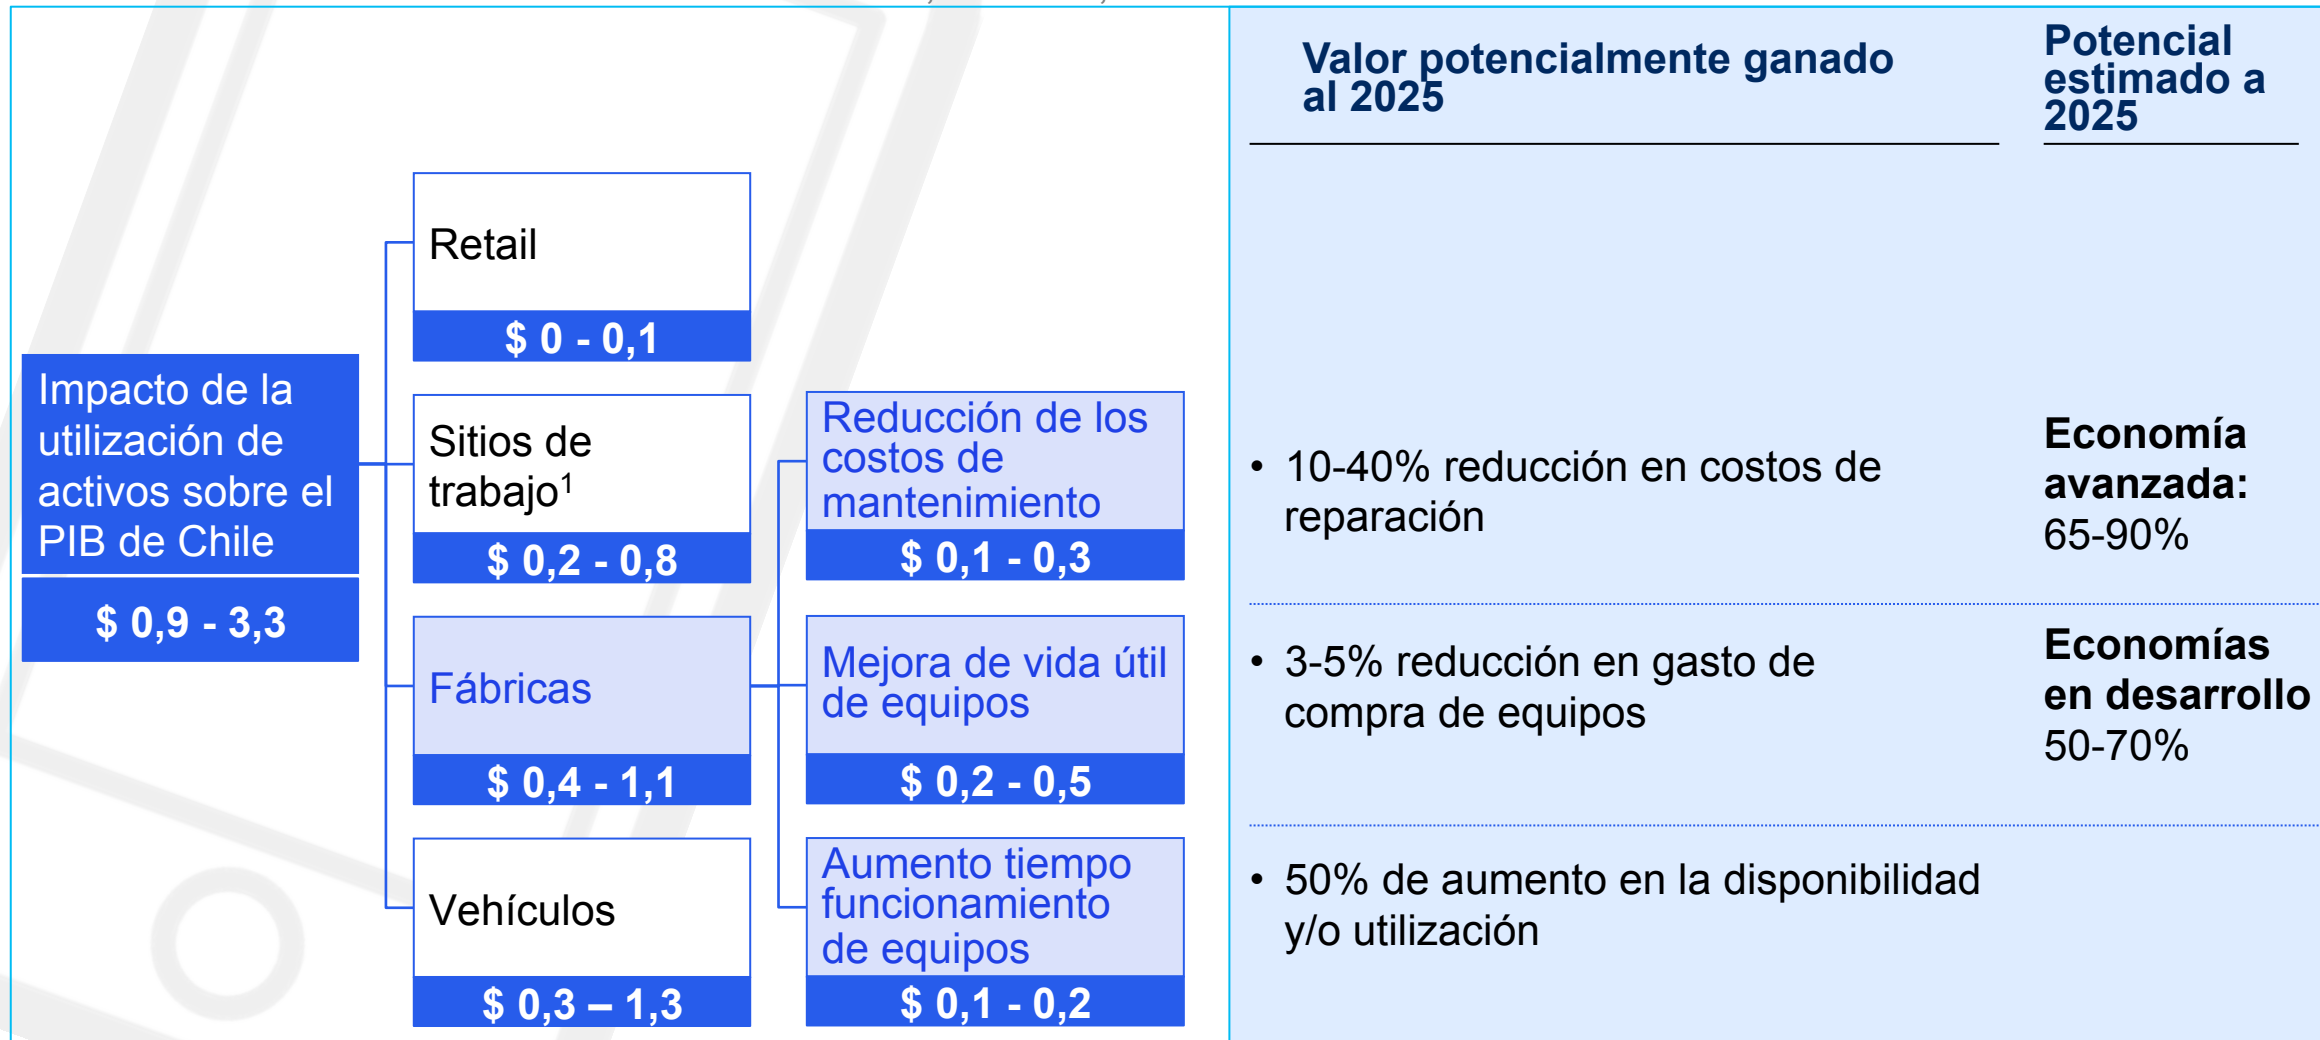 Valor potencialmente ganado
al 2025
Potencial
estimado a
2025
Impacto de la
utilización de
activos sobre el
PIB de Chile
$ 0,9 - 3,3
Retail
$ 0 - 0,1
Sitios de
trabajo¹
$ 0,2 - 0,8
Fábricas
$ 0,4 - 1,1
Vehículos
$ 0,3 – 1,3
Reducción de los
costos de
mantenimiento
$ 0,1 - 0,3
Mejora de vida útil
de equipos
$ 0,2 - 0,5
Aumento tiempo
funcionamiento
de equipos
$ 0,1 - 0,2
• 10-40% reducción en costos de
reparación
• 3-5% reducción en gasto de
compra de equipos
• 50% de aumento en la disponibilidad
y/o utilización
Economía
avanzada:
65-90%
Economías
en desarrollo
50-70%